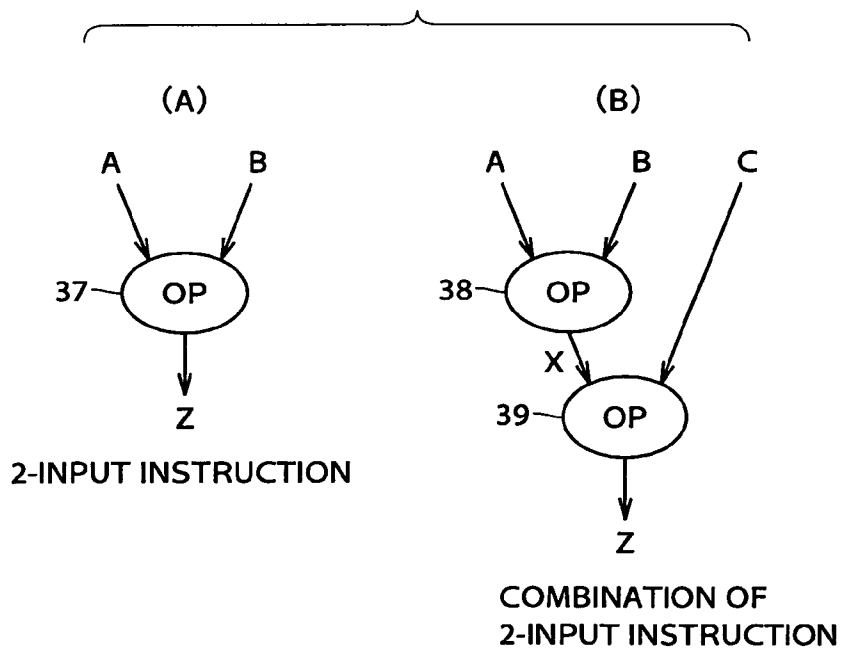 (A)
A B
37 OP
Z
2-INPUT INSTRUCTION
(B)
A B C
38 OP
X
39 OP
Z
COMBINATION OF
2-INPUT INSTRUCTION